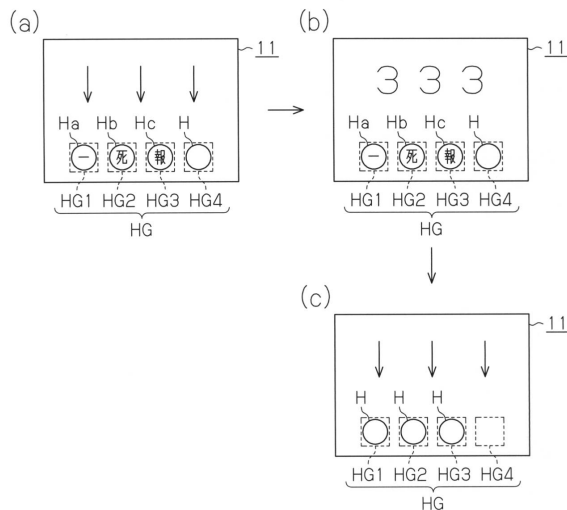 (a)
11
Ha Hb Hc H
一 死 報
HG1 HG2 HG3 HG4
HG
(b)
11
3 3 3
Ha Hb Hc H
一 死 報
HG1 HG2 HG3 HG4
HG
(c)
11
H H H
HG1 HG2 HG3 HG4
HG